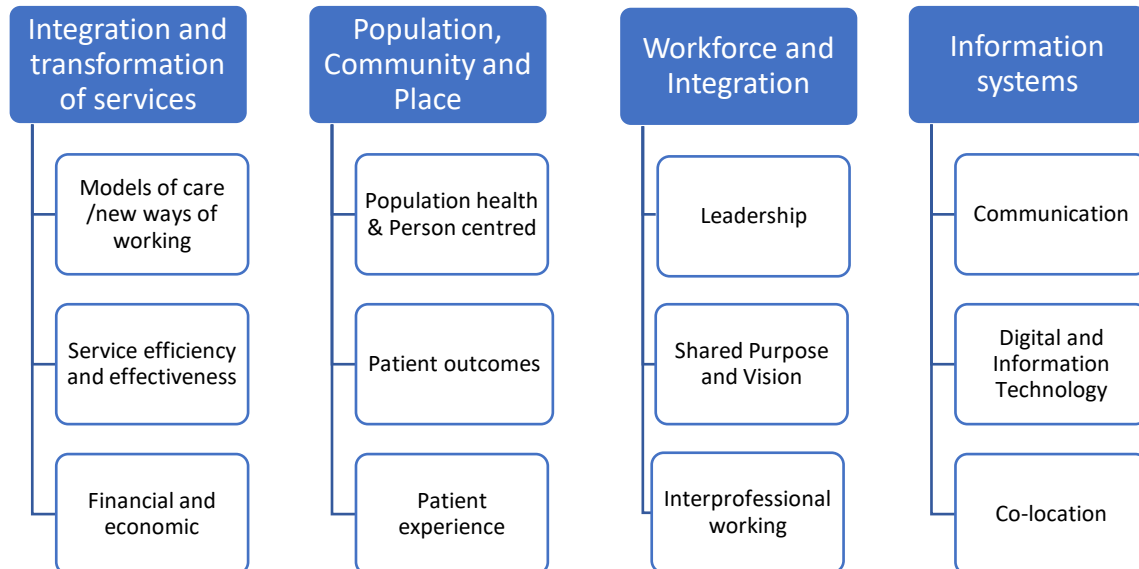 Integration and
transformation
of services
Models of care
/new ways of
working
Service efficiency
and effectiveness
Financial and
economic
Population,
Community and
Place
Population health
& Person centred
Patient outcomes
Patient
experience
Workforce and
Integration
Leadership
Shared Purpose
and Vision
Interprofessional
working
Information
systems
Communication
Digital and
Information
Technology
Co-location